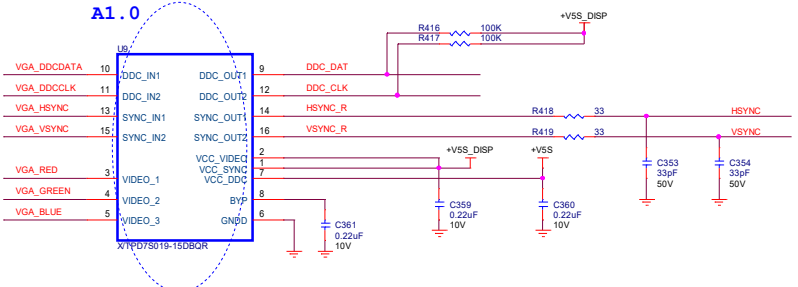 A1.0
+V5S_DISP
R416 100K
R417 100K
U9
VGA_DDCDATA 10 DDC_IN1 DDC_OUT1 9 DDC_DAT
VGA_DDCCLK 11 DDC_IN2 DDC_OUT2 12 DDC_CLK
VGA_HSYNC 13 SYNC_IN1 SYNC_OUT1 14 HSYNC_R R418 33 HSYNC
VGA_VSYNC 15 SYNC_IN2 SYNC_OUT2 16 VSYNC_R R419 33 VSYNC
+V5S_DISP +V5S
VCC_VIDEO 2
VCC_SYNC 1
VCC_DDC 7
C353 C354
33pF 33pF
50V 50V
VGA_RED 3 VIDEO_1
VGA_GREEN 4 VIDEO_2 BYP 8
VGA_BLUE 5 VIDEO_3 GNDD 6
C359 C360
0.22uF 0.22uF
10V 10V
C361
0.22uF
10V
X/TPD7S019-15DBQR